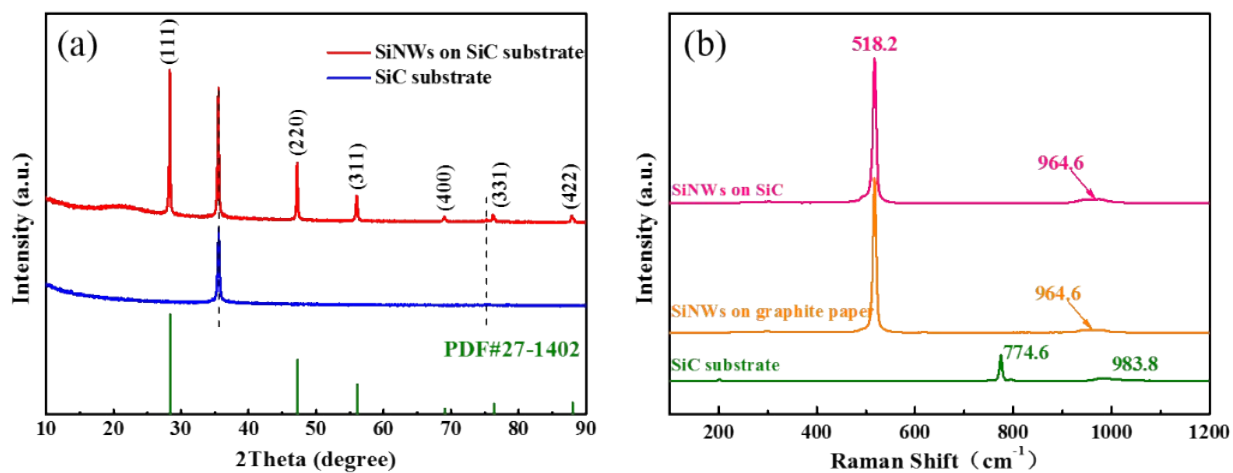 (a)
(111)
SiNWs on SiC substrate
SiC substrate
(220)
(311)
(400)
(331)
(422)
PDF#27-1402
Intensity (a.u.)
10 20 30 40 50 60 70 80 90
2Theta (degree)
(b)
518.2
964.6
SiNWs on SiC
964.6
SiNWs on graphite paper
774.6
983.8
SiC substrate
Intensity (a.u.)
200 400 600 800 1000 1200
Raman Shift（cm-1）